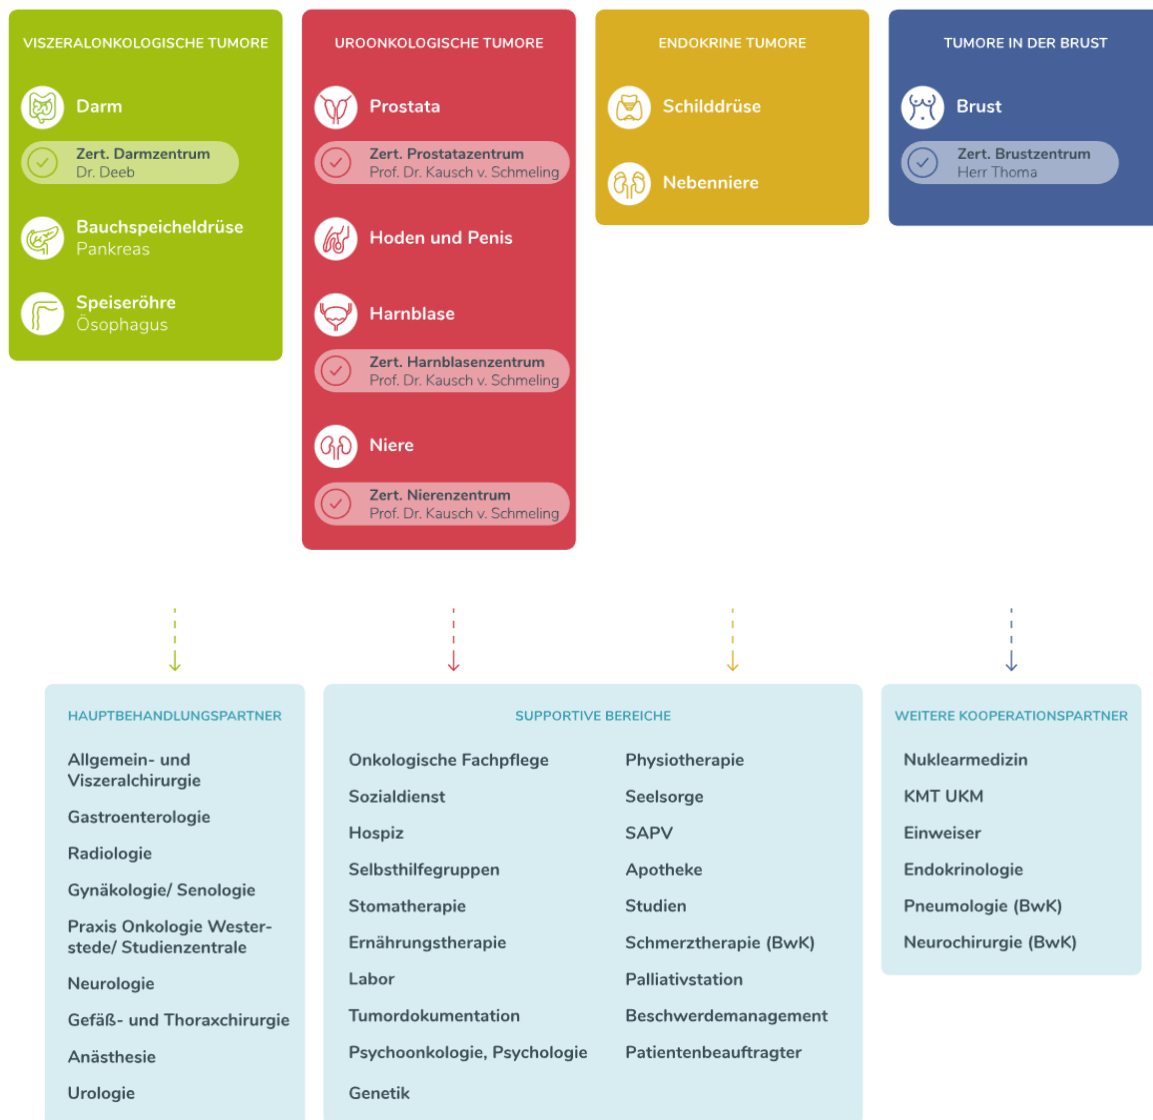 VISZERALONKOLOGISCHE TUMORE
Darm
Zert. Darmzentrum
Dr. Deeb
Bauchspeicheldrüse
Pankreas
Speiseröhre
Ösophagus
UROONKOLOGISCHE TUMORE
Prostata
Zert. Prostatazentrum
Prof. Dr. Kausch v. Schmeling
Hoden und Penis
Harnblase
Zert. Harnblasenzentrum
Prof. Dr. Kausch v. Schmeling
Niere
Zert. Nierenzentrum
Prof. Dr. Kausch v. Schmeling
ENDOKRINE TUMORE
Schilddrüse
Nebenniere
TUMORE IN DER BRUST
Brust
Zert. Brustzentrum
Herr Thoma
HAUPTBEHANDLUNGSPARTNER
Allgemein- und
Viszeralchirurgie
Gastroenterologie
Radiologie
Gynäkologie/ Senologie
Praxis Onkologie Wester-
stede/ Studienzentrale
Neurologie
Gefäß- und Thoraxchirurgie
Anästhesie
Urologie
SUPPORTIVE BEREICHE
Onkologische Fachpflege
Sozialdienst
Hospiz
Selbsthilfegruppen
Stomatherapie
Ernährungstherapie
Labor
Tumordokumentation
Psychoonkologie, Psychologie
Genetik
Physiotherapie
Seelsorge
SAPV
Apotheke
Studien
Schmerztherapie (BwK)
Palliativstation
Beschwerdemanagement
Patientenbeauftragter
WEITERE KOOPERATIONSPARTNER
Nuklearmedizin
KMT UKM
Einweiser
Endokrinologie
Pneumologie (BwK)
Neurochirurgie (BwK)